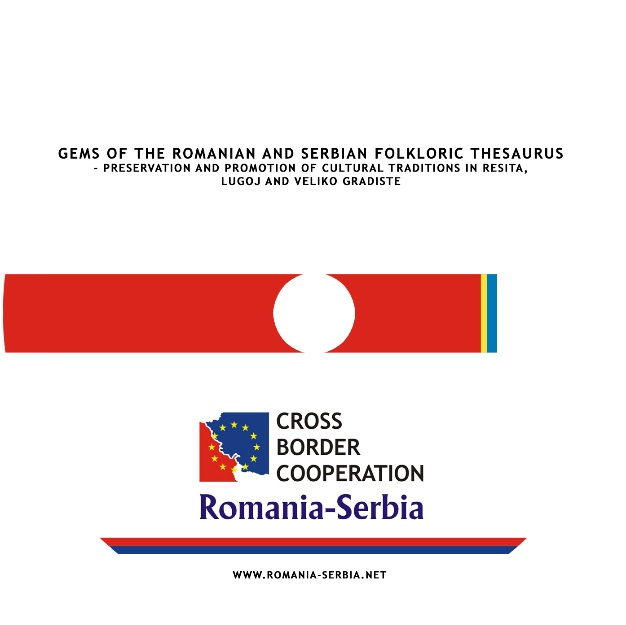 GEMS OF THE ROMANIAN AND SERBIAN FOLKLORIC THESAURUS
- PRESERVATION AND PROMOTION OF CULTURAL TRADITIONS IN RESITA,
LUGOJ AND VELIKO GRADISTE
CROSS
BORDER
COOPERATION
Romania-Serbia
WWW.ROMANIA-SERBIA.NET